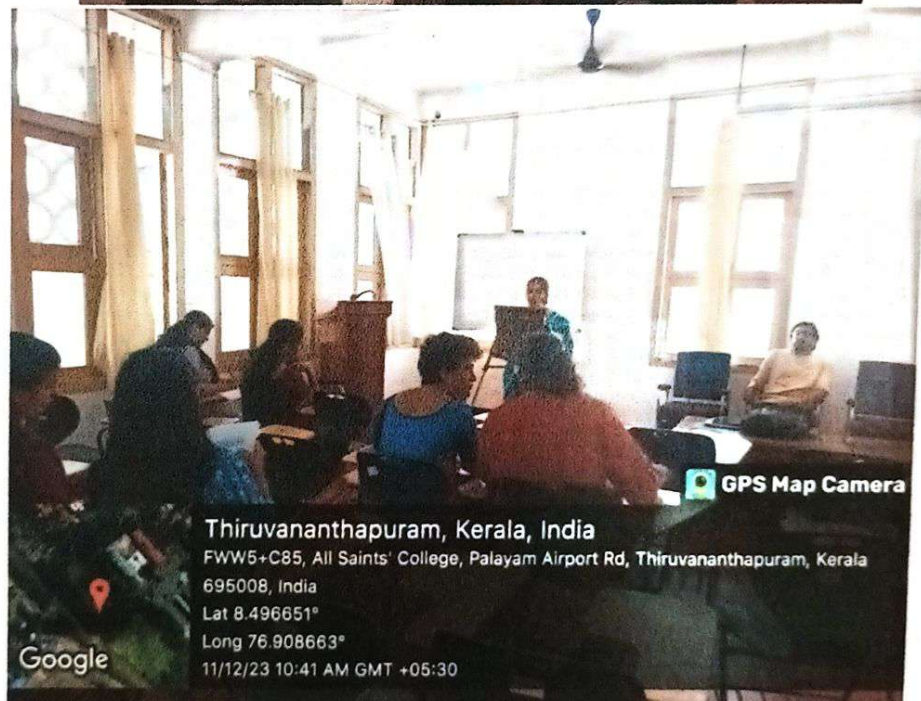 GPS Map Camera
Thiruvananthapuram, Kerala, India
FWW5+C85, All Saints' College, Palayam Airport Rd, Thiruvananthapuram, Kerala
695008, India
Lat 8.496651°
Long 76.908663°
11/12/23 10:41 AM GMT +05:30
Google